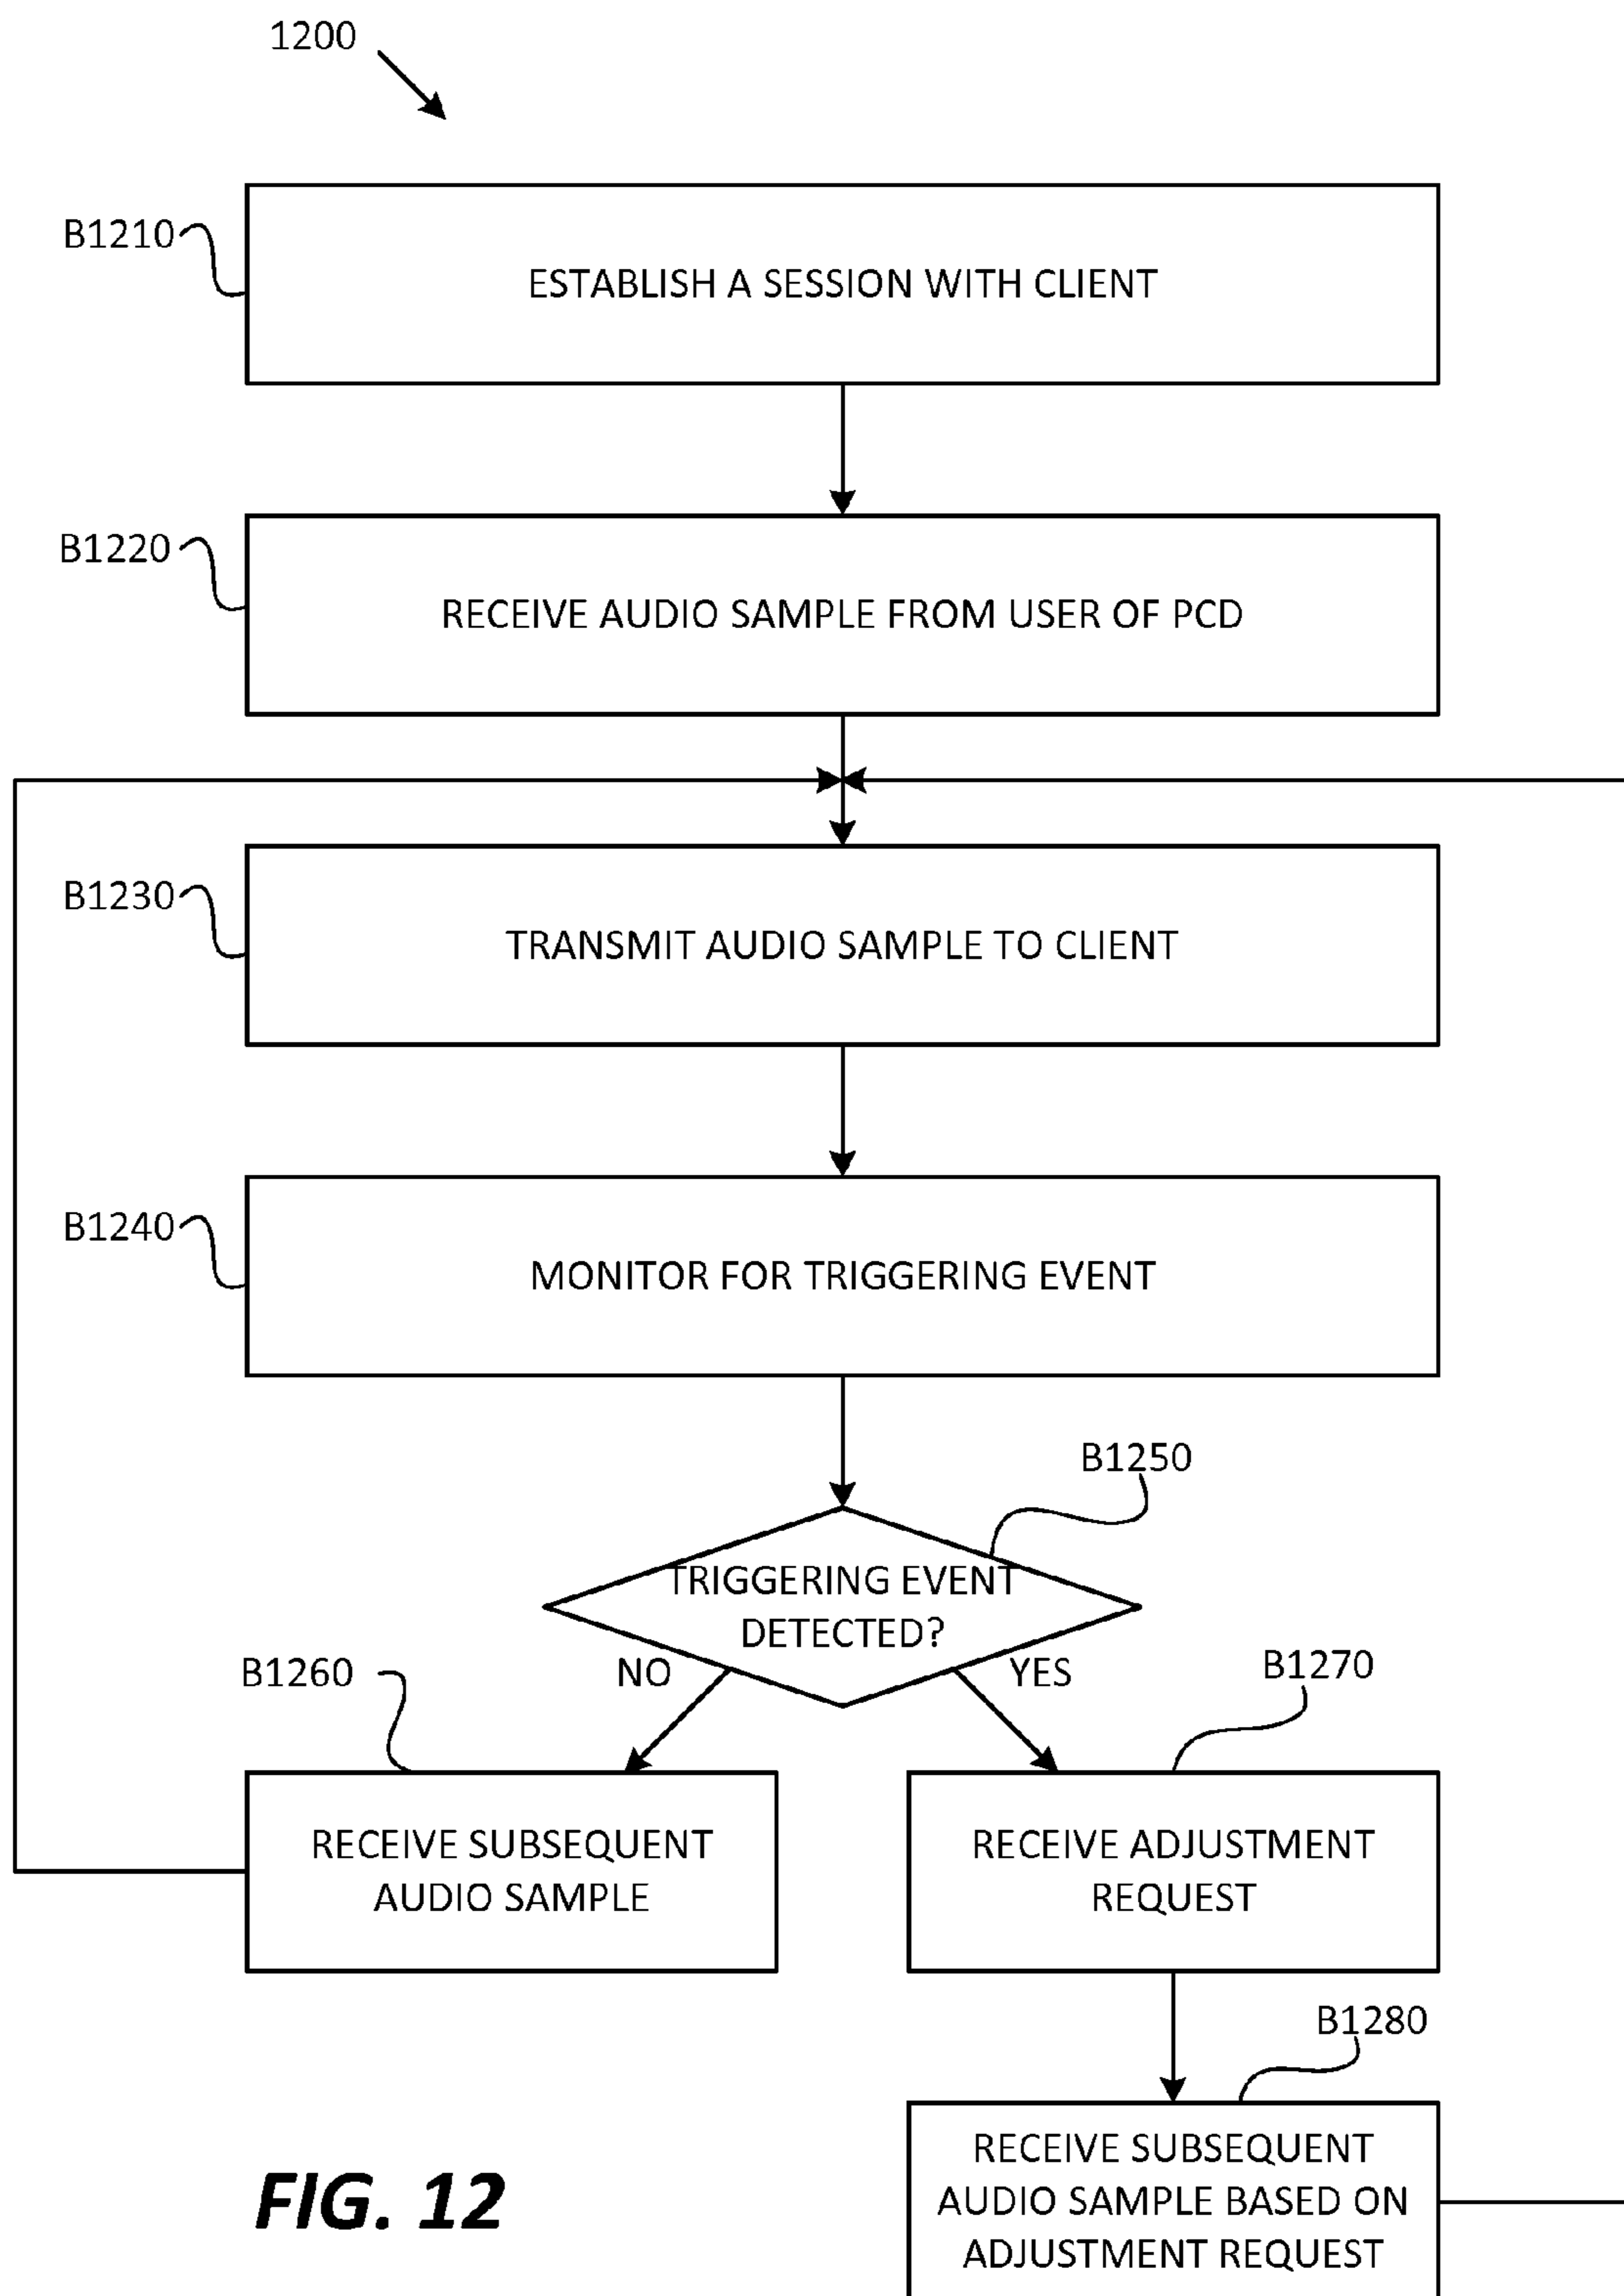 1200
B1210
ESTABLISH A SESSION WITH CLIENT
B1220
RECEIVE AUDIO SAMPLE FROM USER OF PCD
B1230
TRANSMIT AUDIO SAMPLE TO CLIENT
B1240
MONITOR FOR TRIGGERING EVENT
B1250
TRIGGERING EVENT
DETECTED?
NO
YES
B1260
B1270
RECEIVE SUBSEQUENT
AUDIO SAMPLE
RECEIVE ADJUSTMENT
REQUEST
B1280
RECEIVE SUBSEQUENT
AUDIO SAMPLE BASED ON
ADJUSTMENT REQUEST
FIG. 12